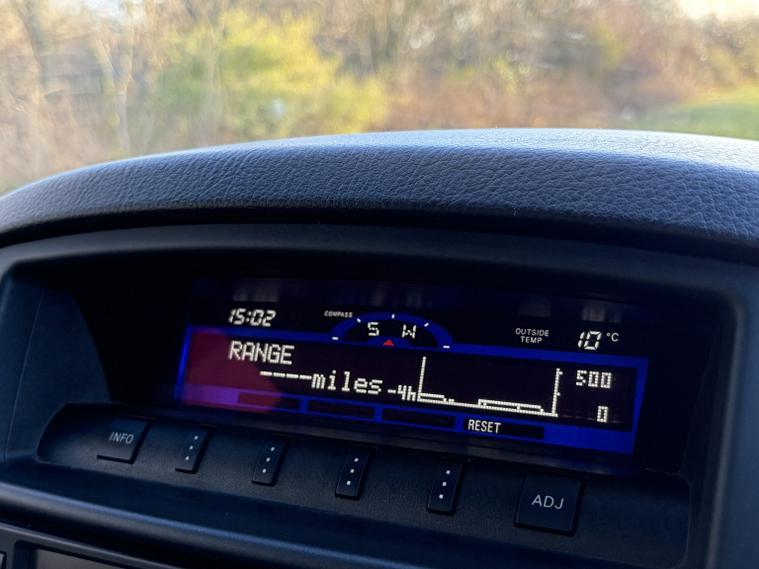 15:02
COMPASS
S W
OUTSIDE
TEMP
10 °C
RANGE
----miles
-4h
500
0
RESET
INFO
ADJ